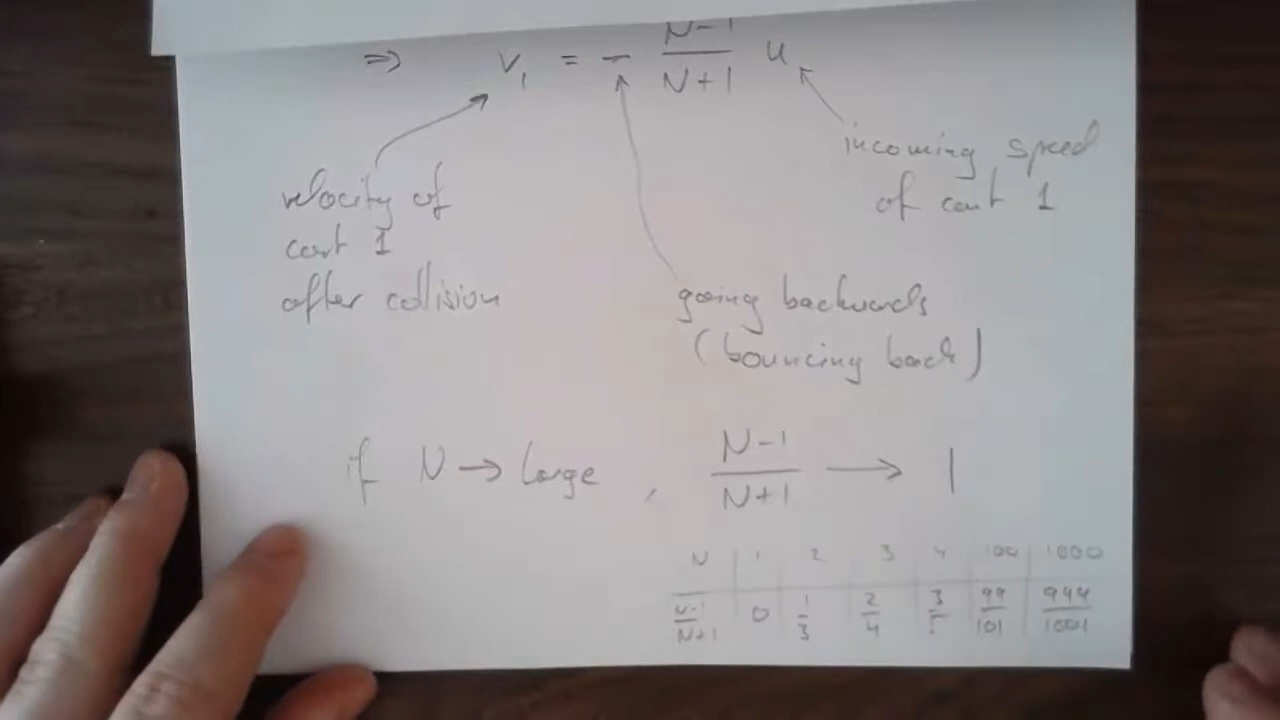 ⇒ v₁ = − N-1/N+1 u
incoming speed
of cart 1
velocity of
cart 1
after collision
going backwards
(bouncing back)
if N → large, N-1/N+1 → 1
N 1 2 3 4 100 1000
N-1/N+1 0 1/3 2/4 3/5 99/101 999/1001